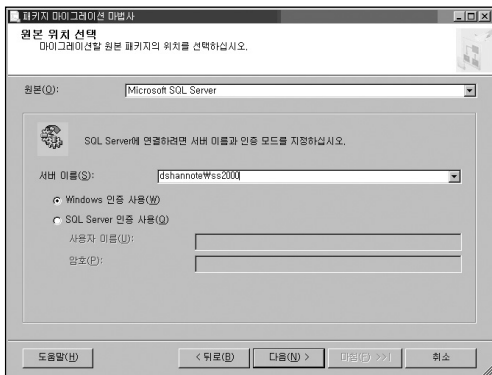 패키지 마이그레이션 마법사
원본 위치 선택
마이그레이션할 원본 패키지의 위치를 선택하십시오.
원본(O): Microsoft SQL Server
SQL Server에 연결하려면 서버 이름과 인증 모드를 지정하십시오.
서버 이름(S): dshannote₩ss2000
Windows 인증 사용(W)
SQL Server 인증 사용(Q)
사용자 이름(U):
암호(P):
도움말(H) < 뒤로(B) 다음(N) > 마침(F) >>| 취소